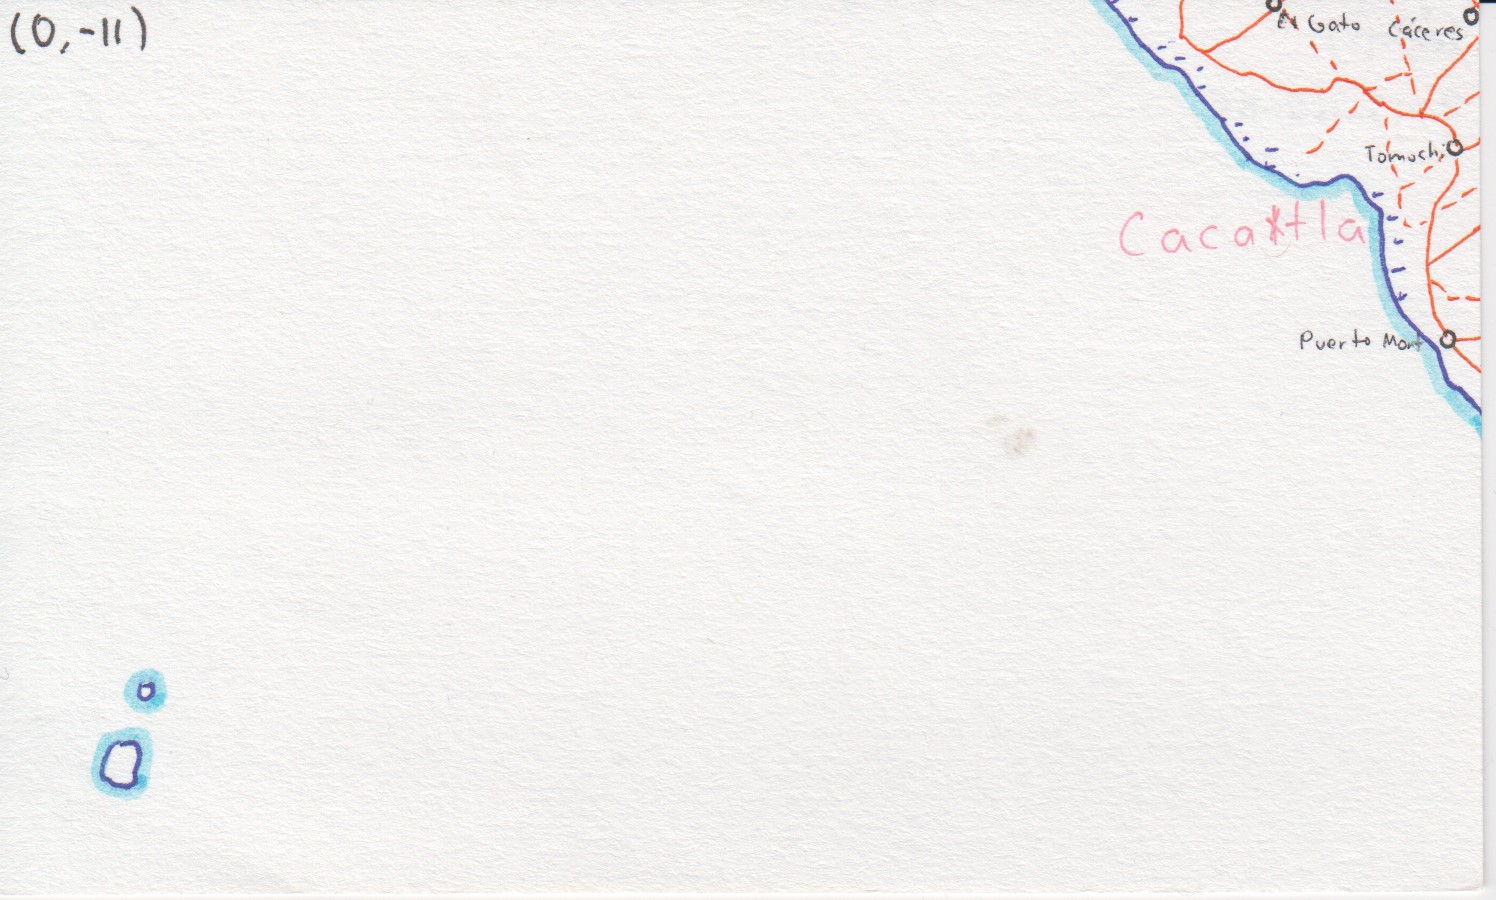 (0,-11)
El Gato
Cáceres
Tomochi
Cacaxtla
Puerto Mont